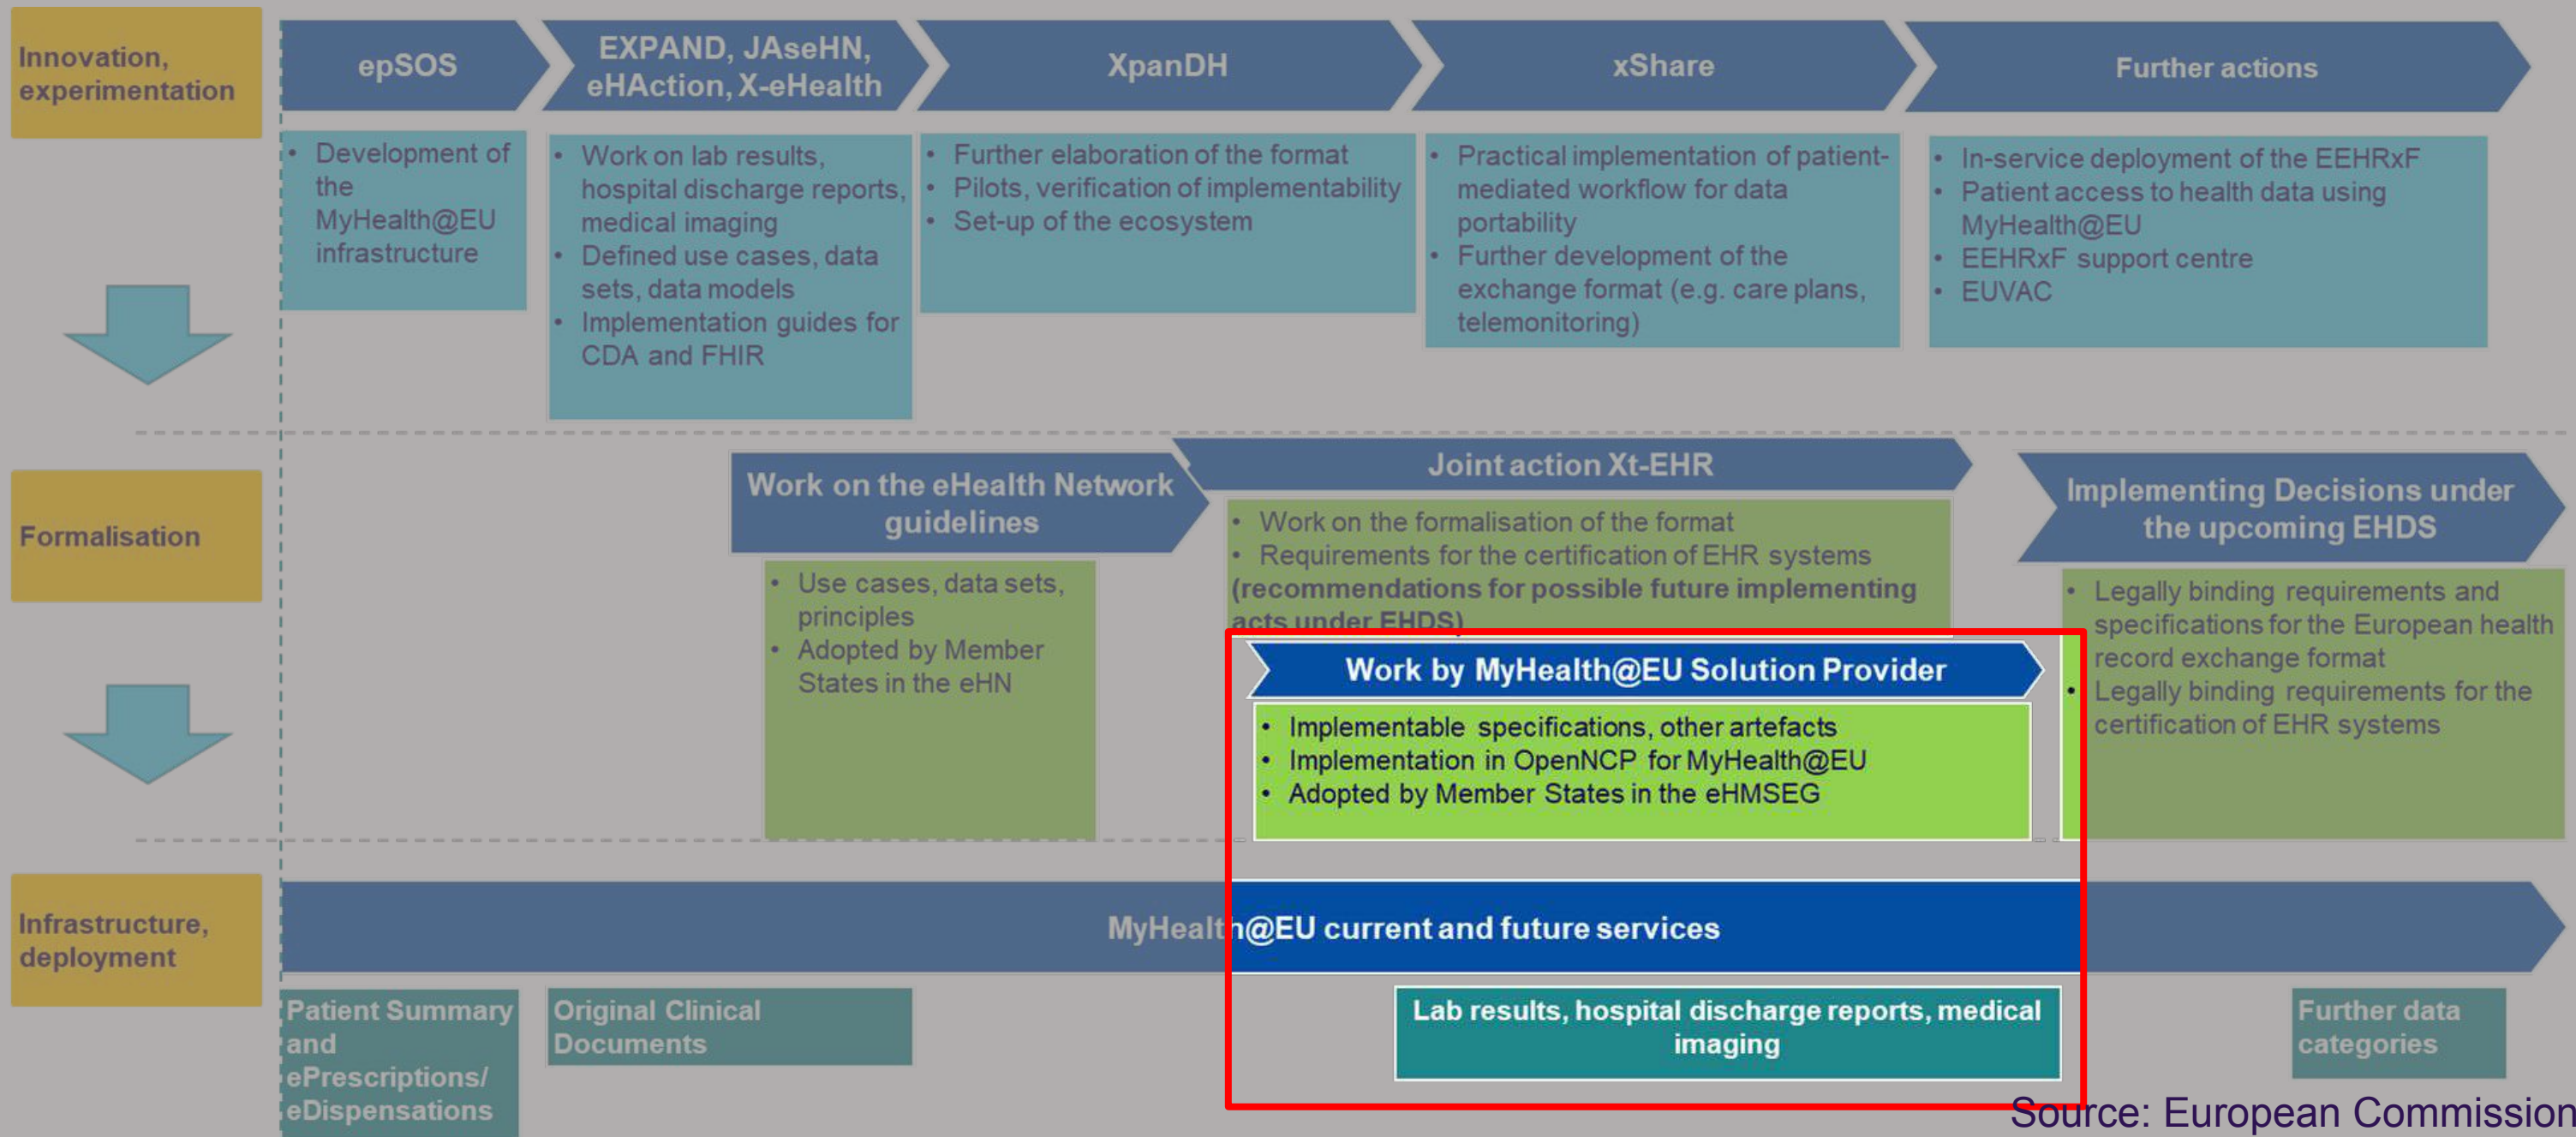 Innovation,
experimentation
epSOS
EXPAND, JAseHN,
eHAction, X-eHealth
XpanDH
xShare
Further actions
• Development of
the
MyHealth@EU
infrastructure
• Work on lab results,
hospital discharge reports,
medical imaging
• Defined use cases, data
sets, data models
• Implementation guides for
CDA and FHIR
• Further elaboration of the format
• Pilots, verification of implementability
• Set-up of the ecosystem
• Practical implementation of patient-
mediated workflow for data
portability
• Further development of the
exchange format (e.g. care plans,
telemonitoring)
• In-service deployment of the EEHRxF
• Patient access to health data using
MyHealth@EU
• EEHRxF support centre
• EUVAC
Formalisation
Work on the eHealth Network
guidelines
• Use cases, data sets,
principles
• Adopted by Member
States in the eHN
Joint action Xt-EHR
• Work on the formalisation of the format
• Requirements for the certification of EHR systems
(recommendations for possible future implementing
acts under EHDS)
Work by MyHealth@EU Solution Provider
• Implementable specifications, other artefacts
• Implementation in OpenNCP for MyHealth@EU
• Adopted by Member States in the eHMSEG
Implementing Decisions under
the upcoming EHDS
• Legally binding requirements and
specifications for the European health
record exchange format
• Legally binding requirements for the
certification of EHR systems
Infrastructure,
deployment
MyHealth@EU current and future services
Patient Summary
and
ePrescriptions/
eDispensations
Original Clinical
Documents
Lab results, hospital discharge reports, medical
imaging
Further data
categories
Source: European Commission